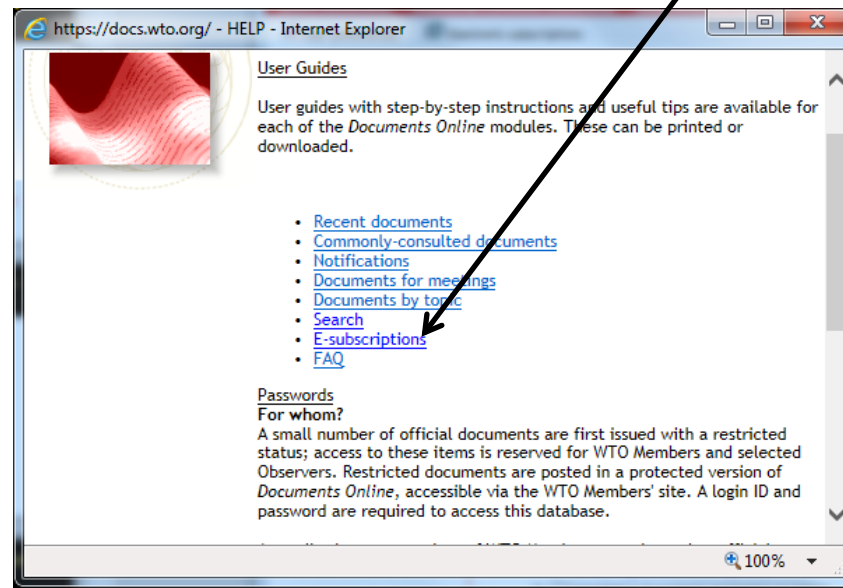 https://docs.wto.org/ - HELP - Internet Explorer
User Guides
User guides with step-by-step instructions and useful tips are available for
each of the Documents Online modules. These can be printed or
downloaded.
• Recent documents
• Commonly-consulted documents
• Notifications
• Documents for meetings
• Documents by topic
• Search
• E-subscriptions
• FAQ
Passwords
For whom?
A small number of official documents are first issued with a restricted
status; access to these items is reserved for WTO Members and selected
Observers. Restricted documents are posted in a protected version of
Documents Online, accessible via the WTO Members' site. A login ID and
password are required to access this database.
100%